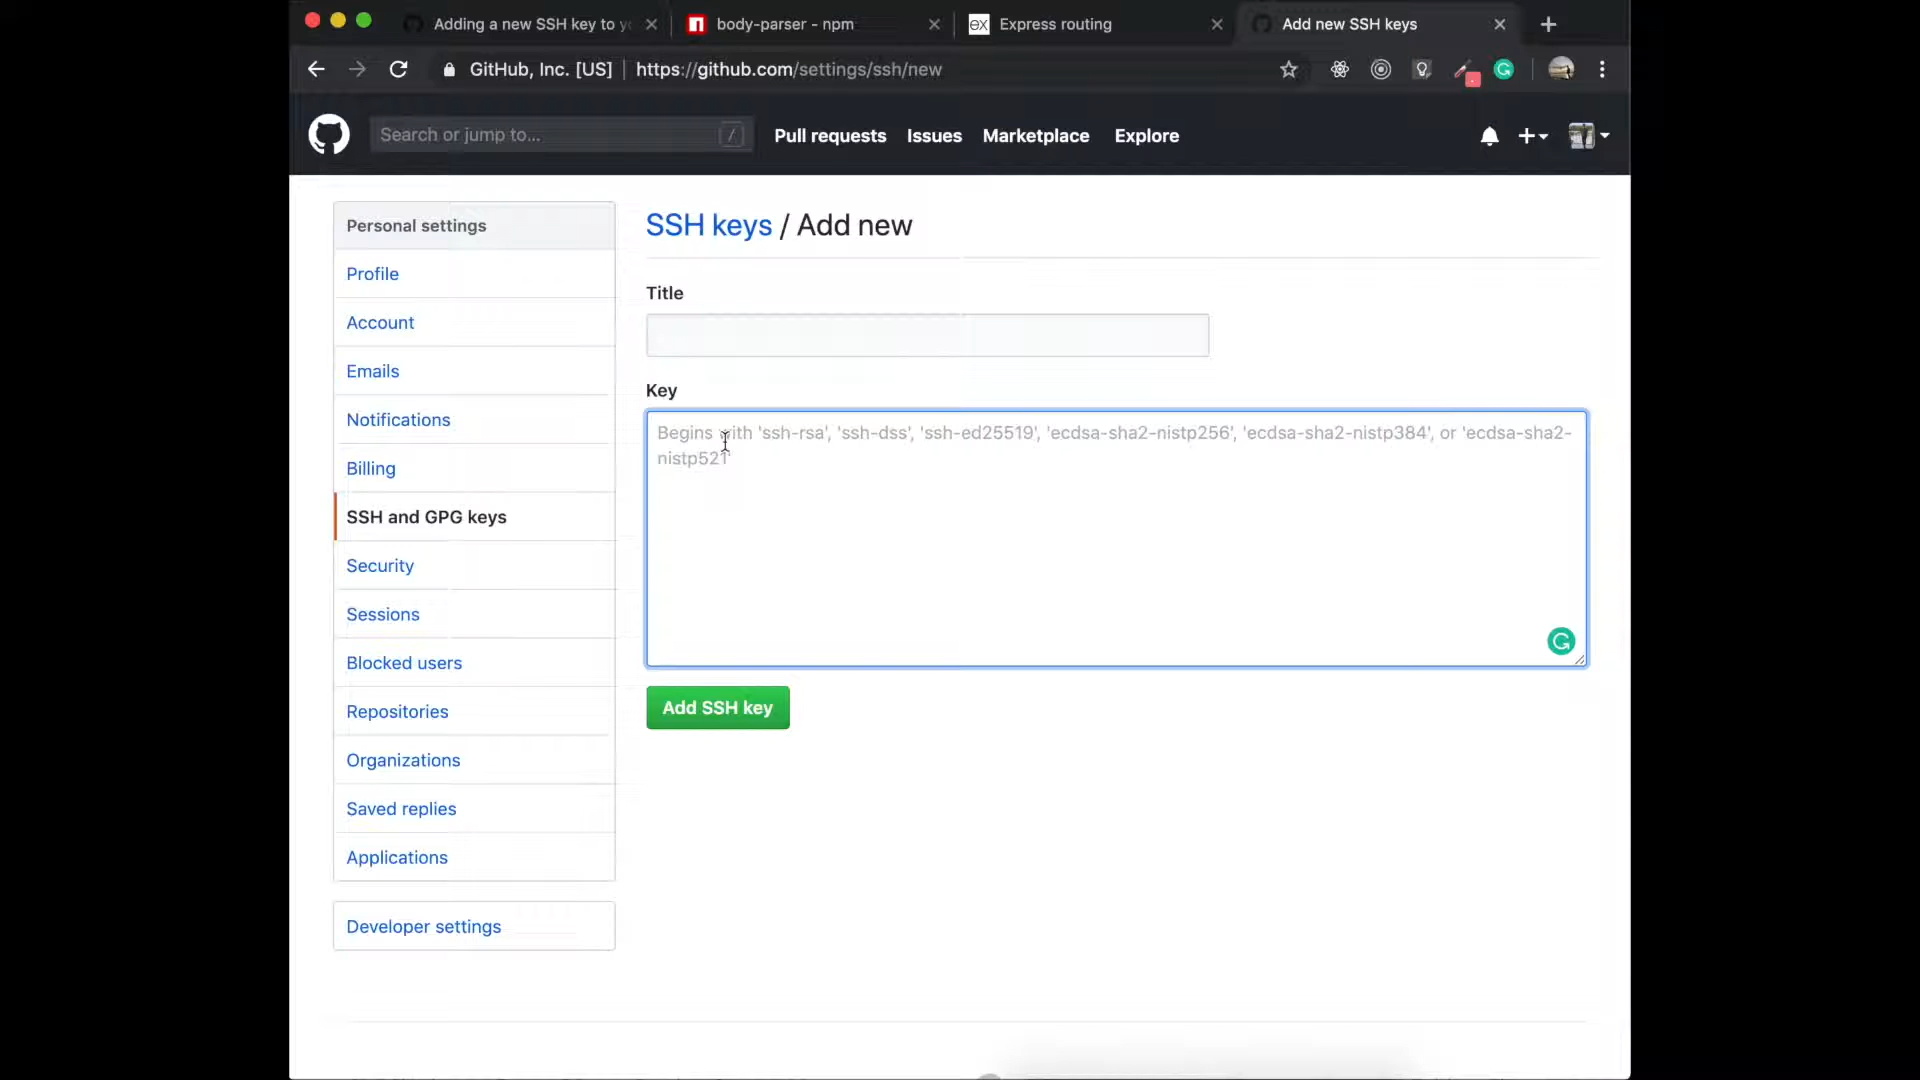 Adding a new SSH key to yo
body-parser - npm
ex Express routing
Add new SSH keys
GitHub, Inc. [US] | https://github.com/settings/ssh/new
Search or jump to... /
Pull requests Issues Marketplace Explore
Personal settings
Profile
Account
Emails
Notifications
Billing
SSH and GPG keys
Security
Sessions
Blocked users
Repositories
Organizations
Saved replies
Applications
Developer settings
SSH keys / Add new
Title
Key
Begins with 'ssh-rsa', 'ssh-dss', 'ssh-ed25519', 'ecdsa-sha2-nistp256', 'ecdsa-sha2-nistp384', or 'ecdsa-sha2-
nistp521'
Add SSH key